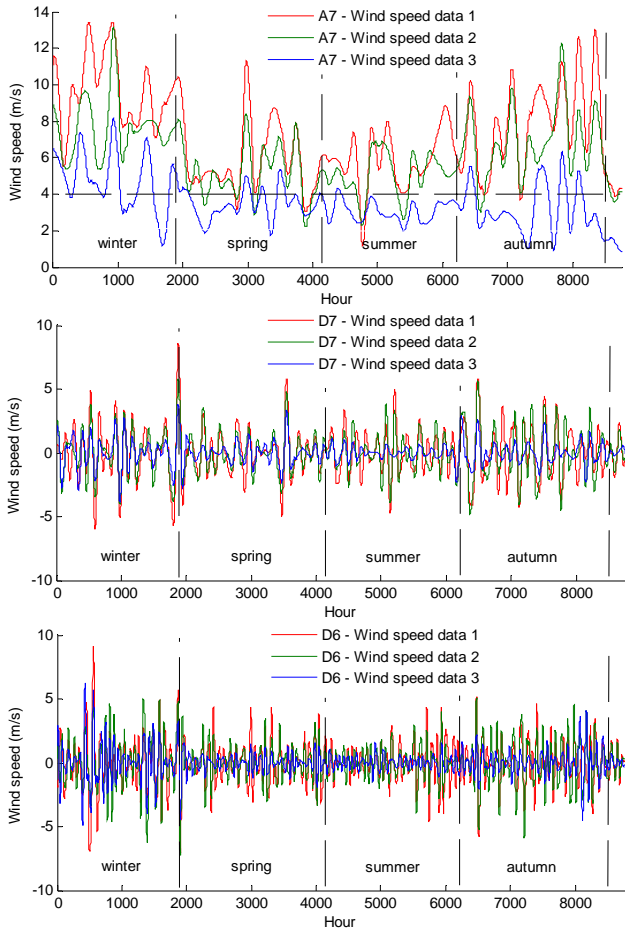 A7 - Wind speed data 1
A7 - Wind speed data 2
A7 - Wind speed data 3
Wind speed (m/s)
14
12
10
8
6
4
2
0
winter spring summer autumn
0 1000 2000 3000 4000 5000 6000 7000 8000
Hour
D7 - Wind speed data 1
D7 - Wind speed data 2
D7 - Wind speed data 3
Wind speed (m/s)
10
5
0
-5
-10
winter spring summer autumn
0 1000 2000 3000 4000 5000 6000 7000 8000
Hour
D6 - Wind speed data 1
D6 - Wind speed data 2
D6 - Wind speed data 3
Wind speed (m/s)
10
5
0
-5
-10
winter spring summer autumn
0 1000 2000 3000 4000 5000 6000 7000 8000
Hour